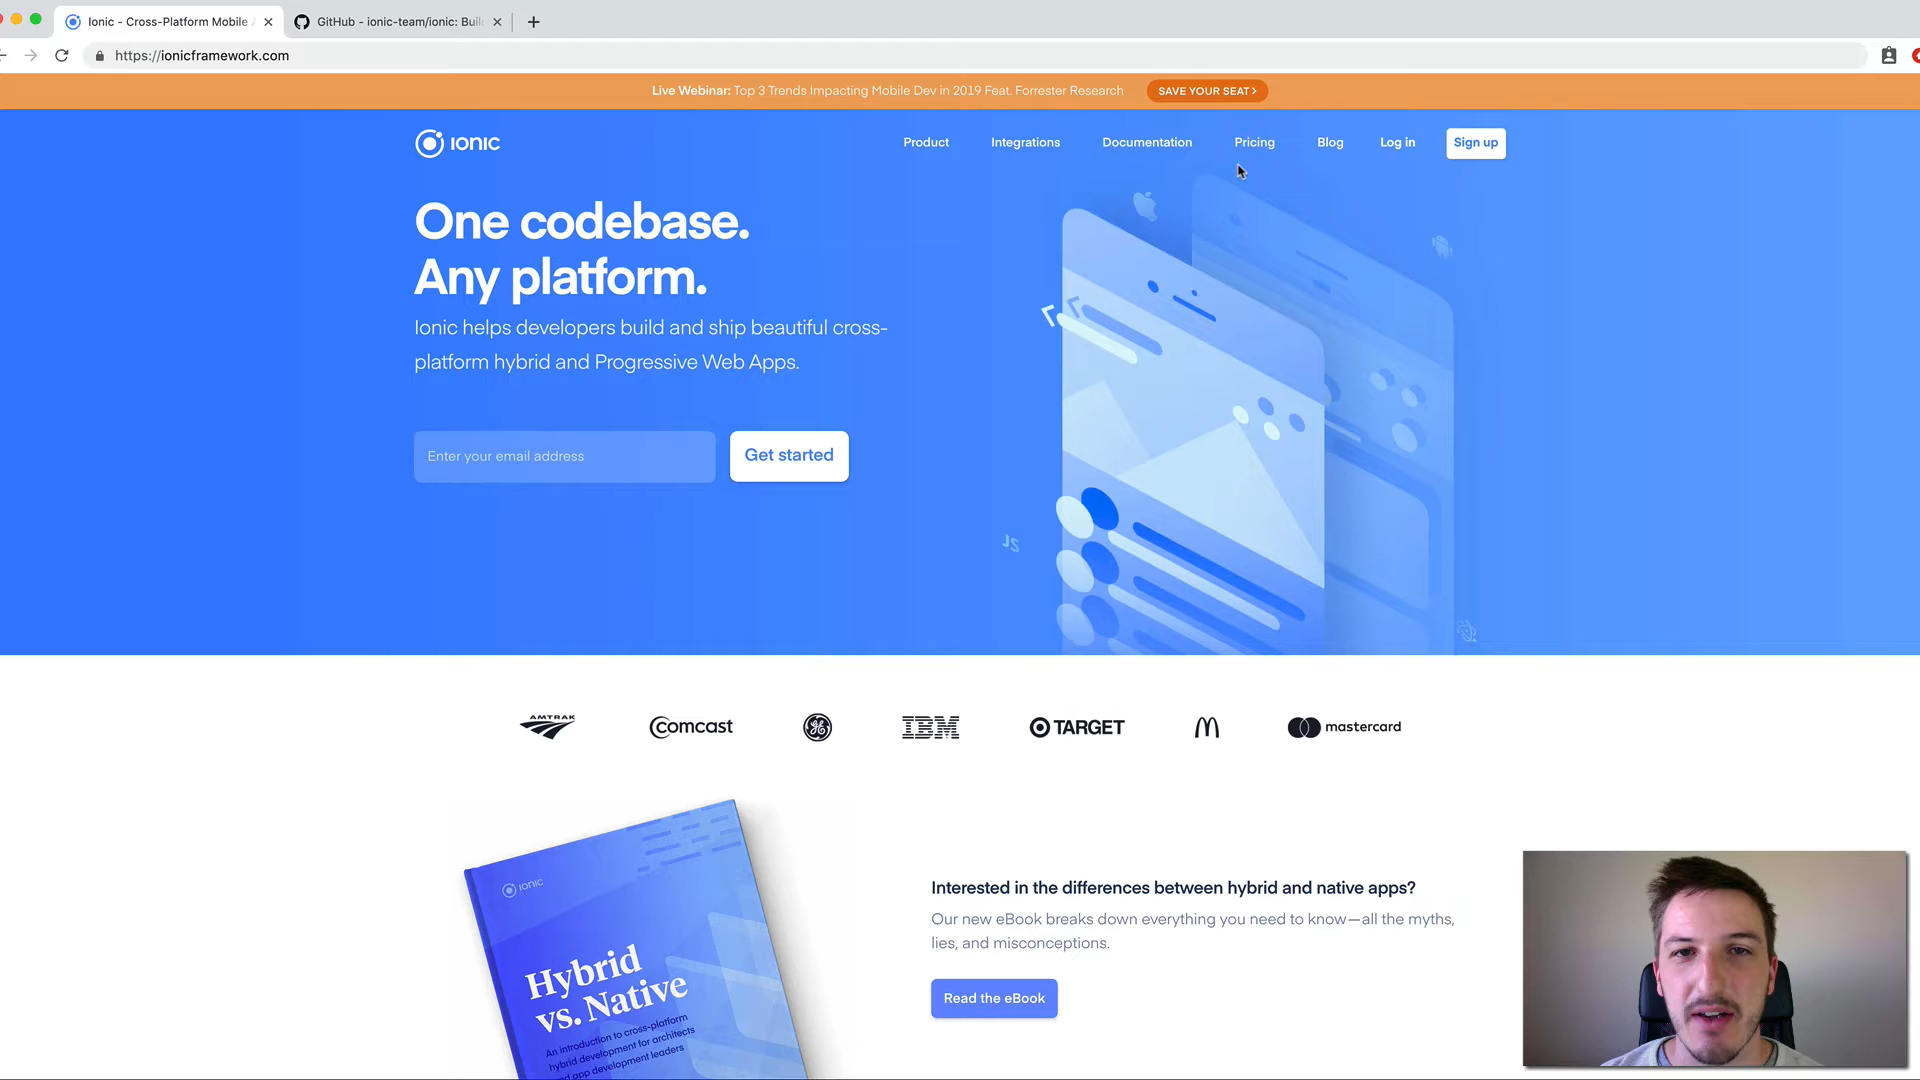 Ionic - Cross-Platform Mobile
GitHub - ionic-team/ionic: Buil
https://ionicframework.com
Live Webinar: Top 3 Trends Impacting Mobile Dev in 2019 Feat. Forrester Research
SAVE YOUR SEAT
ionic
Product
Integrations
Documentation
Pricing
Blog
Log in
Sign up
One codebase.
Any platform.
Ionic helps developers build and ship beautiful cross-
platform hybrid and Progressive Web Apps.
Enter your email address
Get started
JS
AMTRAK
comcast
GE
IBM
TARGET
mastercard
ionic
Hybrid
vs. Native
An introduction to cross-platform
hybrid development for architects
and app development leaders
Interested in the differences between hybrid and native apps?
Our new eBook breaks down everything you need to know—all the myths,
lies, and misconceptions.
Read the eBook